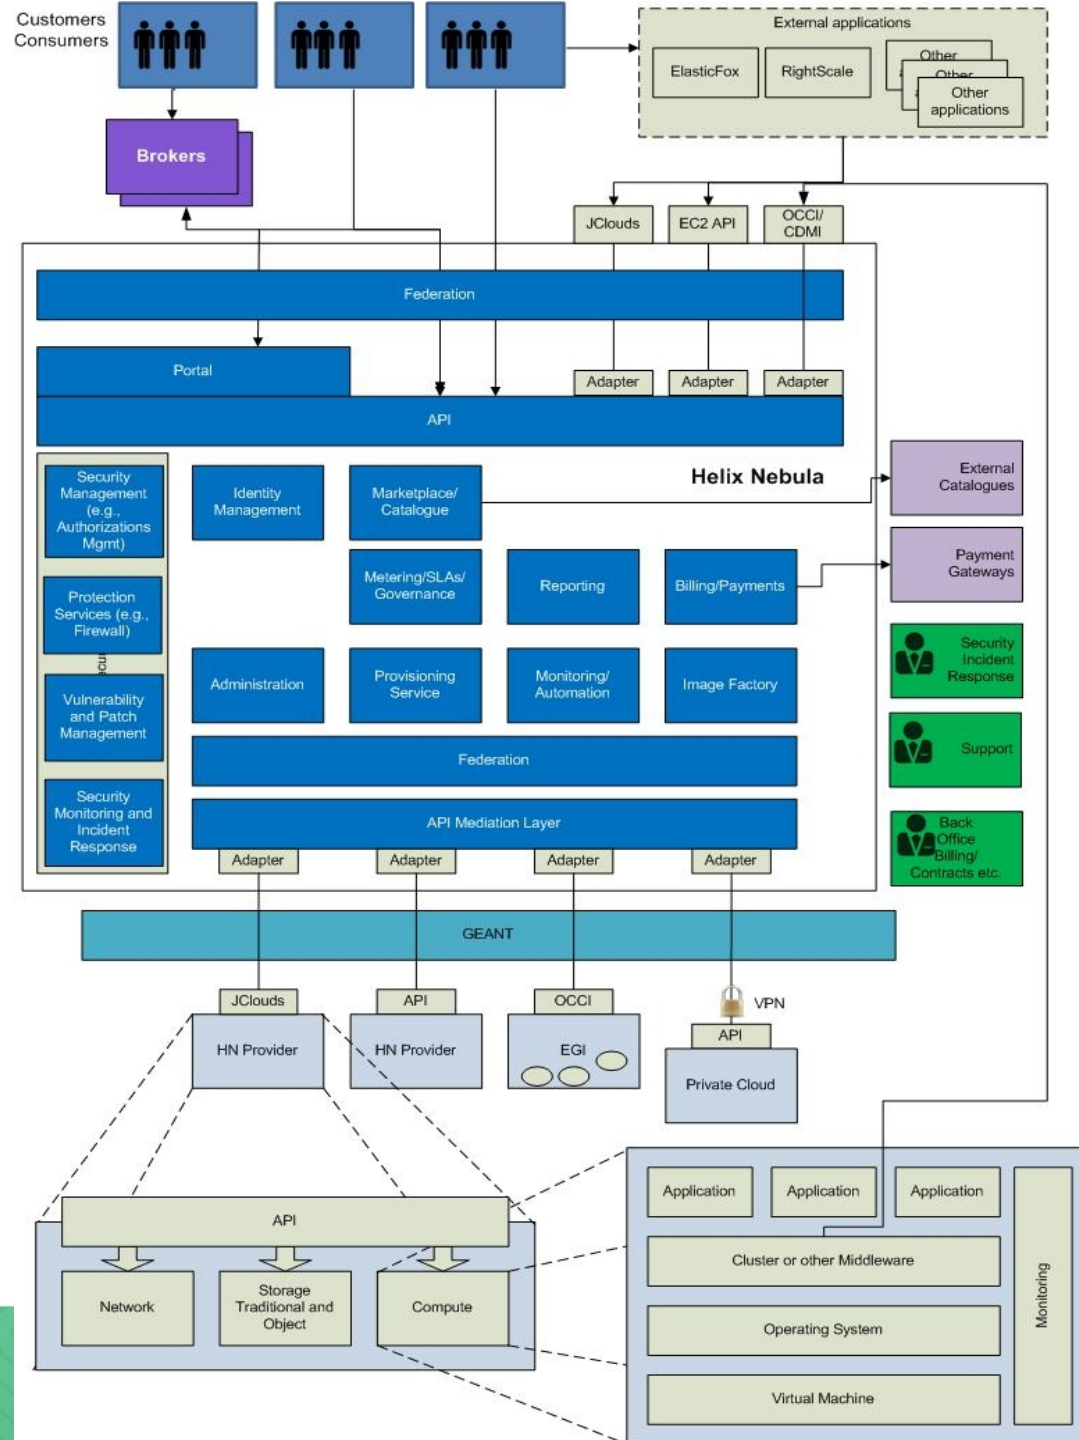 Customers
Consumers
External applications
ElasticFox
RightScale
Other
Other
Other
applications
Brokers
JClouds
EC2 API
OCCI/
CDMI
Federation
Portal
Adapter
Adapter
Adapter
API
Helix Nebula
Security
Management
(e.g.,
Authorizations
Mgmt)
Identity
Management
Marketplace/
Catalogue
External
Catalogues
Metering/SLAs/
Governance
Reporting
Billing/Payments
Payment
Gateways
Protection
Services (e.g.,
Firewall)
Security
Incident
Response
Administration
Provisioning
Service
Monitoring/
Automation
Image Factory
Vulnerability
and Patch
Management
Support
Federation
Security
Monitoring and
Incident
Response
API Mediation Layer
Back
Office
Billing/
Contracts etc.
Adapter
Adapter
Adapter
Adapter
GEANT
JClouds
API
OCCI
VPN
HN Provider
HN Provider
EGI
API
Private Cloud
API
Network
Storage
Traditional and
Object
Compute
Application
Application
Application
Cluster or other Middleware
Operating System
Virtual Machine
Monitoring